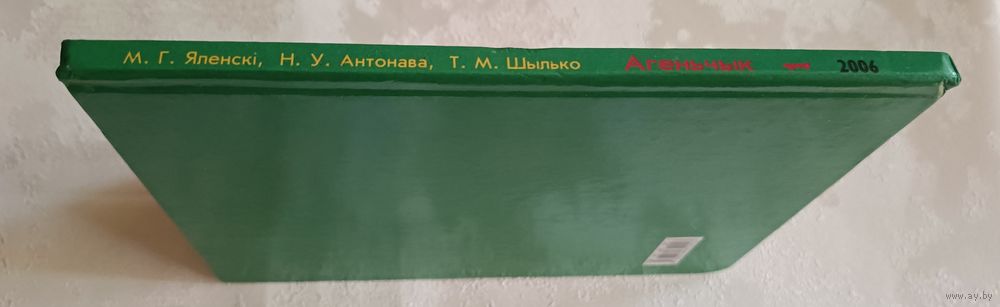 М. Г. Яленскі, Н. У. Антонава, Т. М. Шылько Агеньчык 2006
www.ay.by